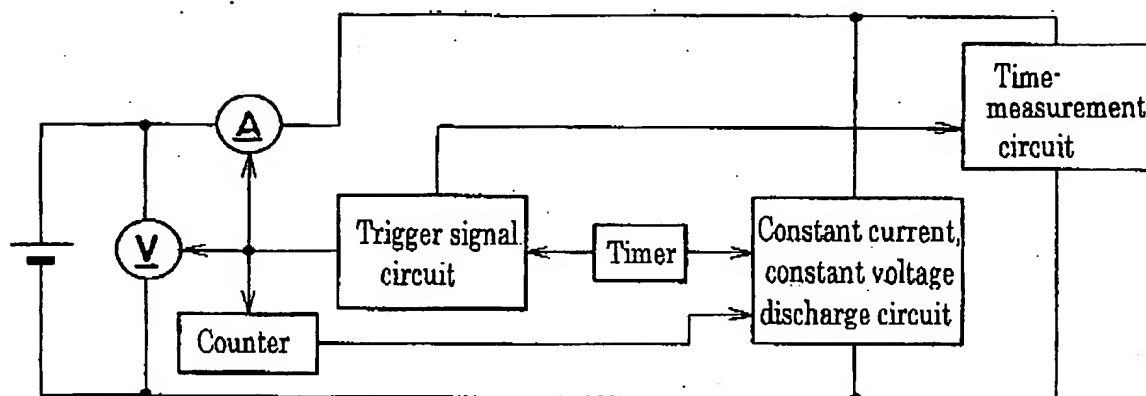 A
Time-
measurement
circuit
V
Trigger signal
circuit
Timer
Constant current,
constant voltage
discharge circuit
Counter